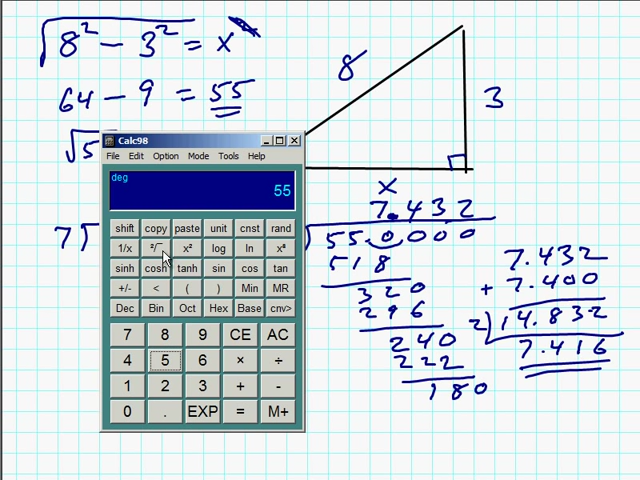 √8² − 3² = x
64 − 9 = 55
√5
8
3
x
7
7.432
55.0000
518
320
296
240
222
180
7.432
+ 7.400
2 14.832
7.416
Calc98
File Edit Option Mode Tools Help
deg
55
shift copy paste unit cnst rand
1/x ²√‾ x² log ln
sinh cosh tanh sin cos tan
+/- < ( ) Min MR
Dec Bin Oct Hex Base cnv>
7 8 9 CE AC
4 5 6 × ÷
1 2 3 + -
0 . EXP = M+